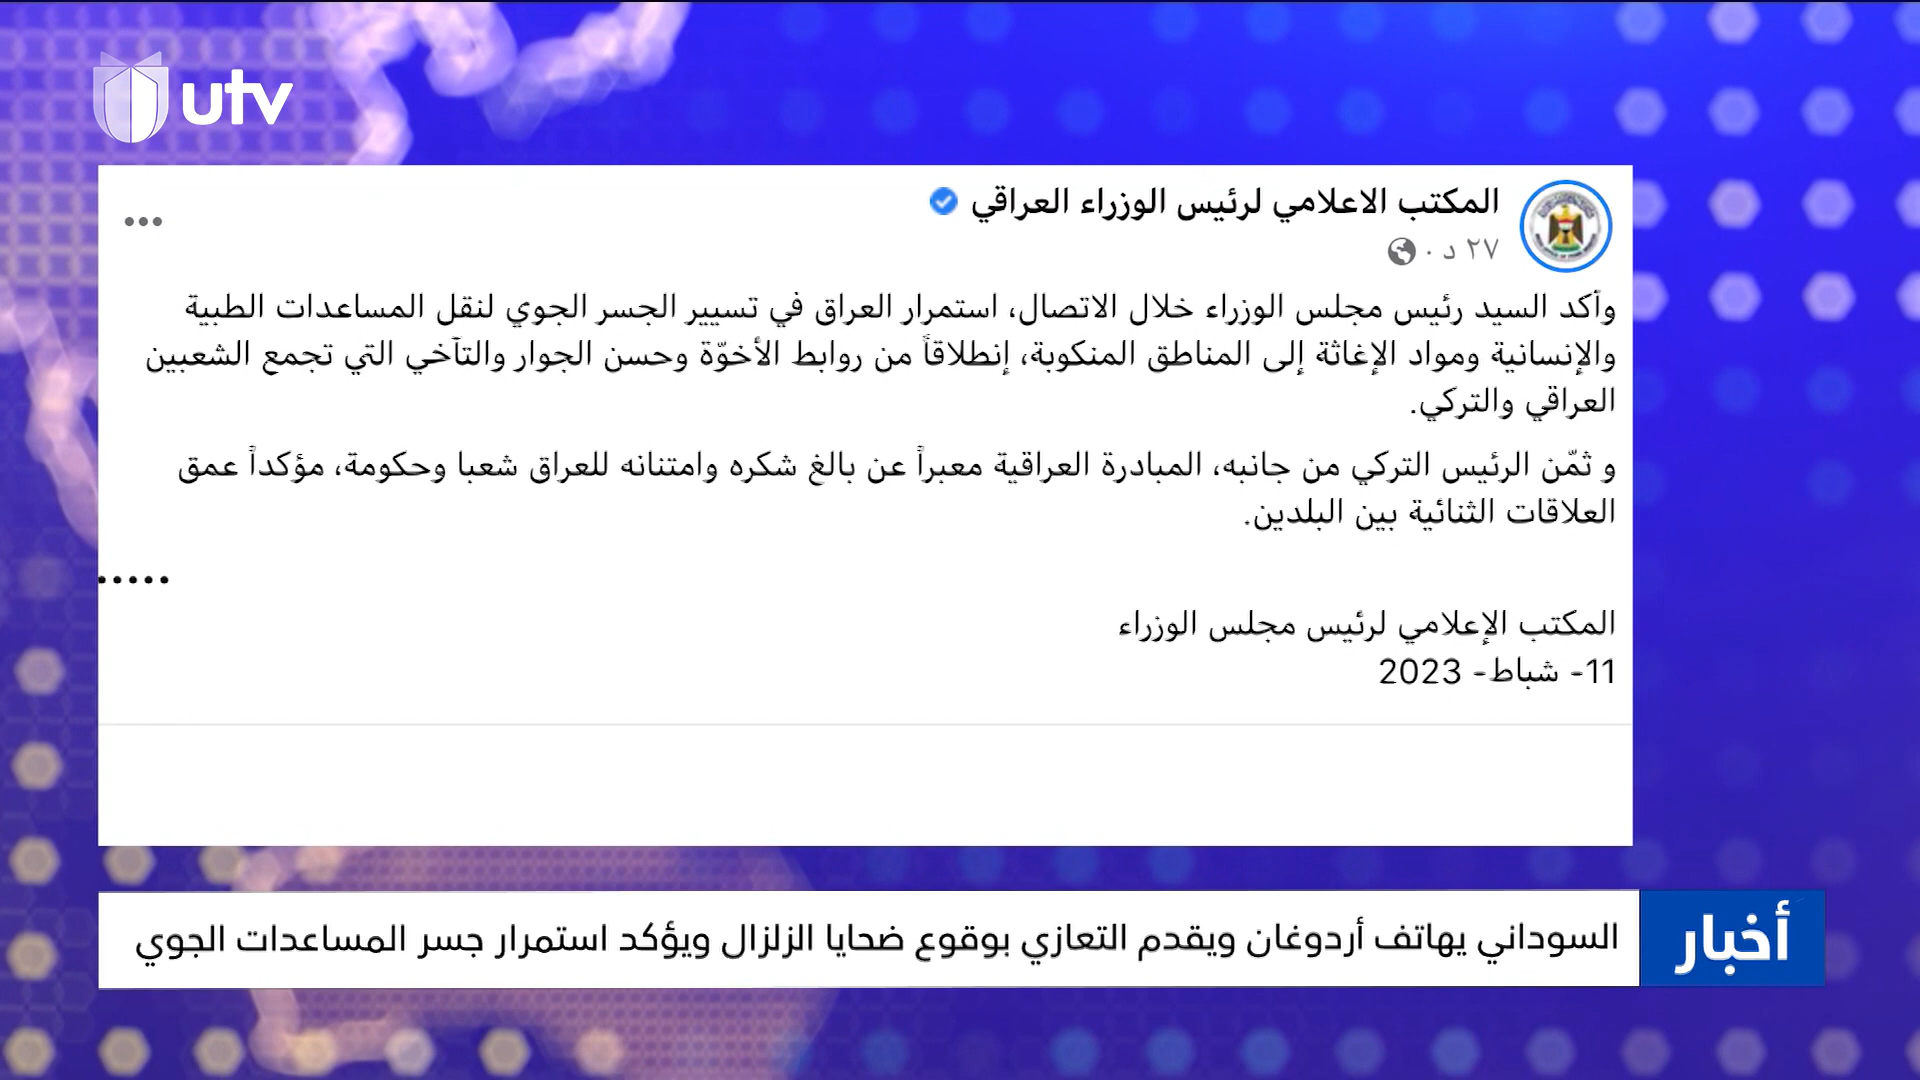 utv
المكتب الاعلامي لرئيس الوزراء العراقي
٢٧ د ·
وأكد السيد رئيس مجلس الوزراء خلال الاتصال، استمرار العراق في تسيير الجسر الجوي لنقل المساعدات الطبية
والإنسانية ومواد الإغاثة إلى المناطق المنكوبة، إنطلاقاً من روابط الأخوّة وحسن الجوار والتآخي التي تجمع الشعبين
العراقي والتركي.
و ثمّن الرئيس التركي من جانبه، المبادرة العراقية معبراً عن بالغ شكره وامتنانه للعراق شعبا وحكومة، مؤكداً عمق
العلاقات الثنائية بين البلدين.
•••••
المكتب الإعلامي لرئيس مجلس الوزراء
11- شباط- 2023
أخبار
السوداني يهاتف أردوغان ويقدم التعازي بوقوع ضحايا الزلزال ويؤكد استمرار جسر المساعدات الجوي